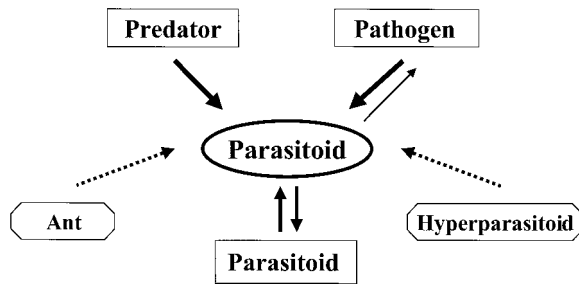 Predator
Pathogen
Parasitoid
Ant
Hyperparasitoid
Parasitoid